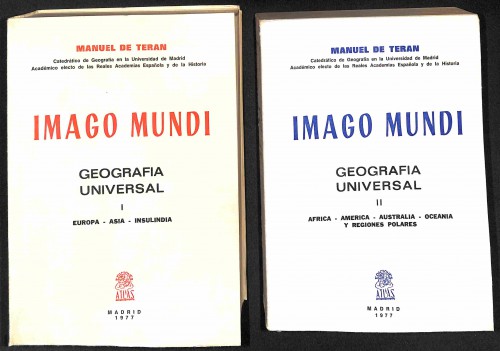 MANUEL DE TERAN
Catedrático de Geografía en la Universidad de Madrid
Académico electo de las Reales Academias Española y de la Historia
IMAGO MUNDI
GEOGRAFIA
UNIVERSAL
I
EUROPA - ASIA - INSULINDIA
ATLAS
MADRID
1977
MANUEL DE TERAN
Catedrático de Geografía en la Universidad de Madrid
Académico electo de las Reales Academias Española y de la Historia
IMAGO MUNDI
GEOGRAFIA
UNIVERSAL
II
AFRICA - AMERICA - AUSTRALIA - OCEANIA
Y REGIONES POLARES
ATLAS
MADRID
1977